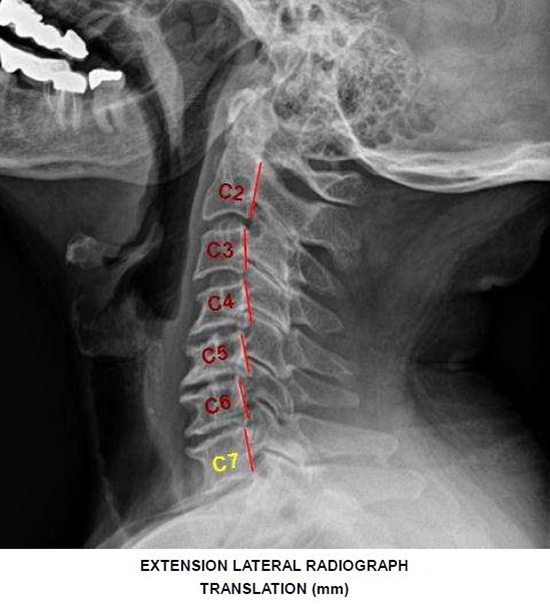 C2
C3
C4
C5
C6
C7
EXTENSION LATERAL RADIOGRAPH
TRANSLATION (mm)